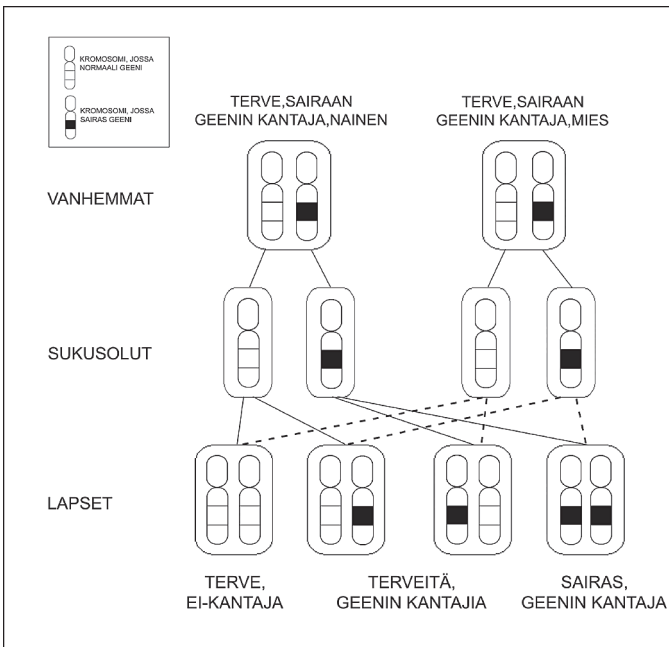 KROMOSOMI, JOSSA
NORMAALI GEENI
KROMOSOMI, JOSSA
SAIRAS GEENI
TERVE,SAIRAAN
GEENIN KANTAJA,NAINEN
TERVE,SAIRAAN
GEENIN KANTAJA,MIES
VANHEMMAT
SUKUSOLUT
LAPSET
TERVE,
EI-KANTAJA
TERVEITÄ,
GEENIN KANTAJIA
SAIRAS,
GEENIN KANTAJA